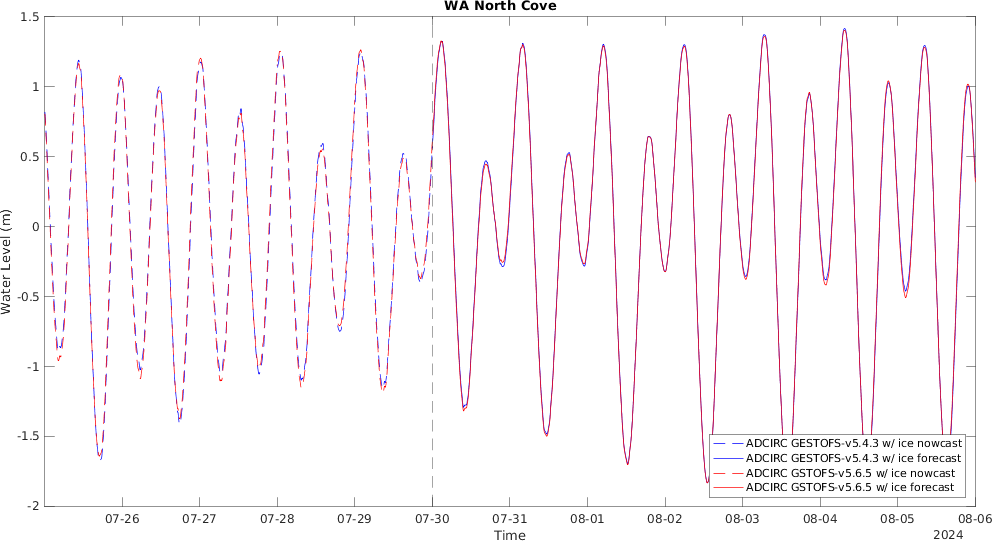 WA North Cove
1.5
1
0.5
0
-0.5
-1
-1.5
-2
Water Level (m)
ADCIRC GESTOFS-v5.4.3 w/ ice nowcast
ADCIRC GESTOFS-v5.4.3 w/ ice forecast
ADCIRC GSTOFS-v5.6.5 w/ ice nowcast
ADCIRC GSTOFS-v5.6.5 w/ ice forecast
07-26 07-27 07-28 07-29 07-30 07-31 08-01 08-02 08-03 08-04 08-05 08-06
Time
2024